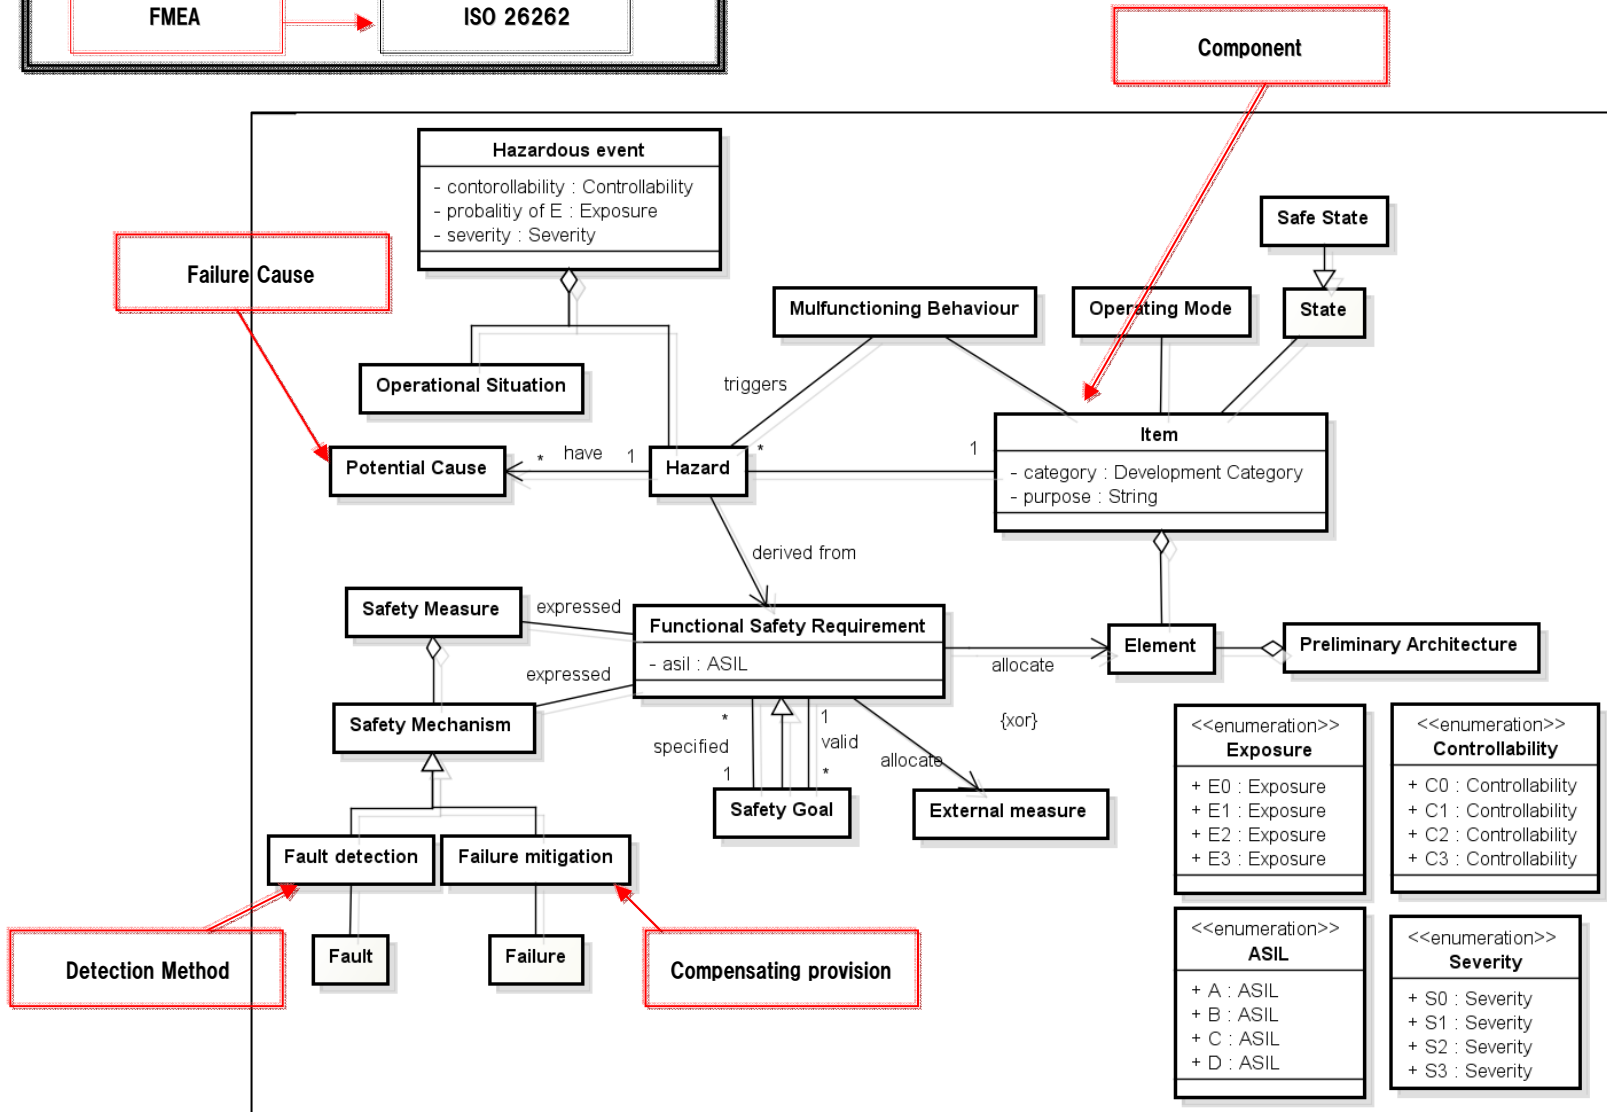 FMEA
ISO 26262
Component
Hazardous event
- contorollability : Controllability
- probalitiy of E : Exposure
- severity : Severity
Safe State
Failure Cause
Mulfunctioning Behaviour
Operating Mode
State
Operational Situation
triggers
Item
- category : Development Category
- purpose : String
Potential Cause
*
have
1
Hazard
*
1
derived from
Safety Measure
expressed
Functional Safety Requirement
- asil : ASIL
Element
Preliminary Architecture
allocate
expressed
Safety Mechanism
*
specified
1
1
valid
*
{xor}
allocate
Safety Goal
External measure
<<enumeration>>
Exposure
+ E0 : Exposure
+ E1 : Exposure
+ E2 : Exposure
+ E3 : Exposure
<<enumeration>>
Controllability
+ C0 : Controllability
+ C1 : Controllability
+ C2 : Controllability
+ C3 : Controllability
Fault detection
Failure mitigation
Fault
Failure
Detection Method
Compensating provision
<<enumeration>>
ASIL
+ A : ASIL
+ B : ASIL
+ C : ASIL
+ D : ASIL
<<enumeration>>
Severity
+ S0 : Severity
+ S1 : Severity
+ S2 : Severity
+ S3 : Severity